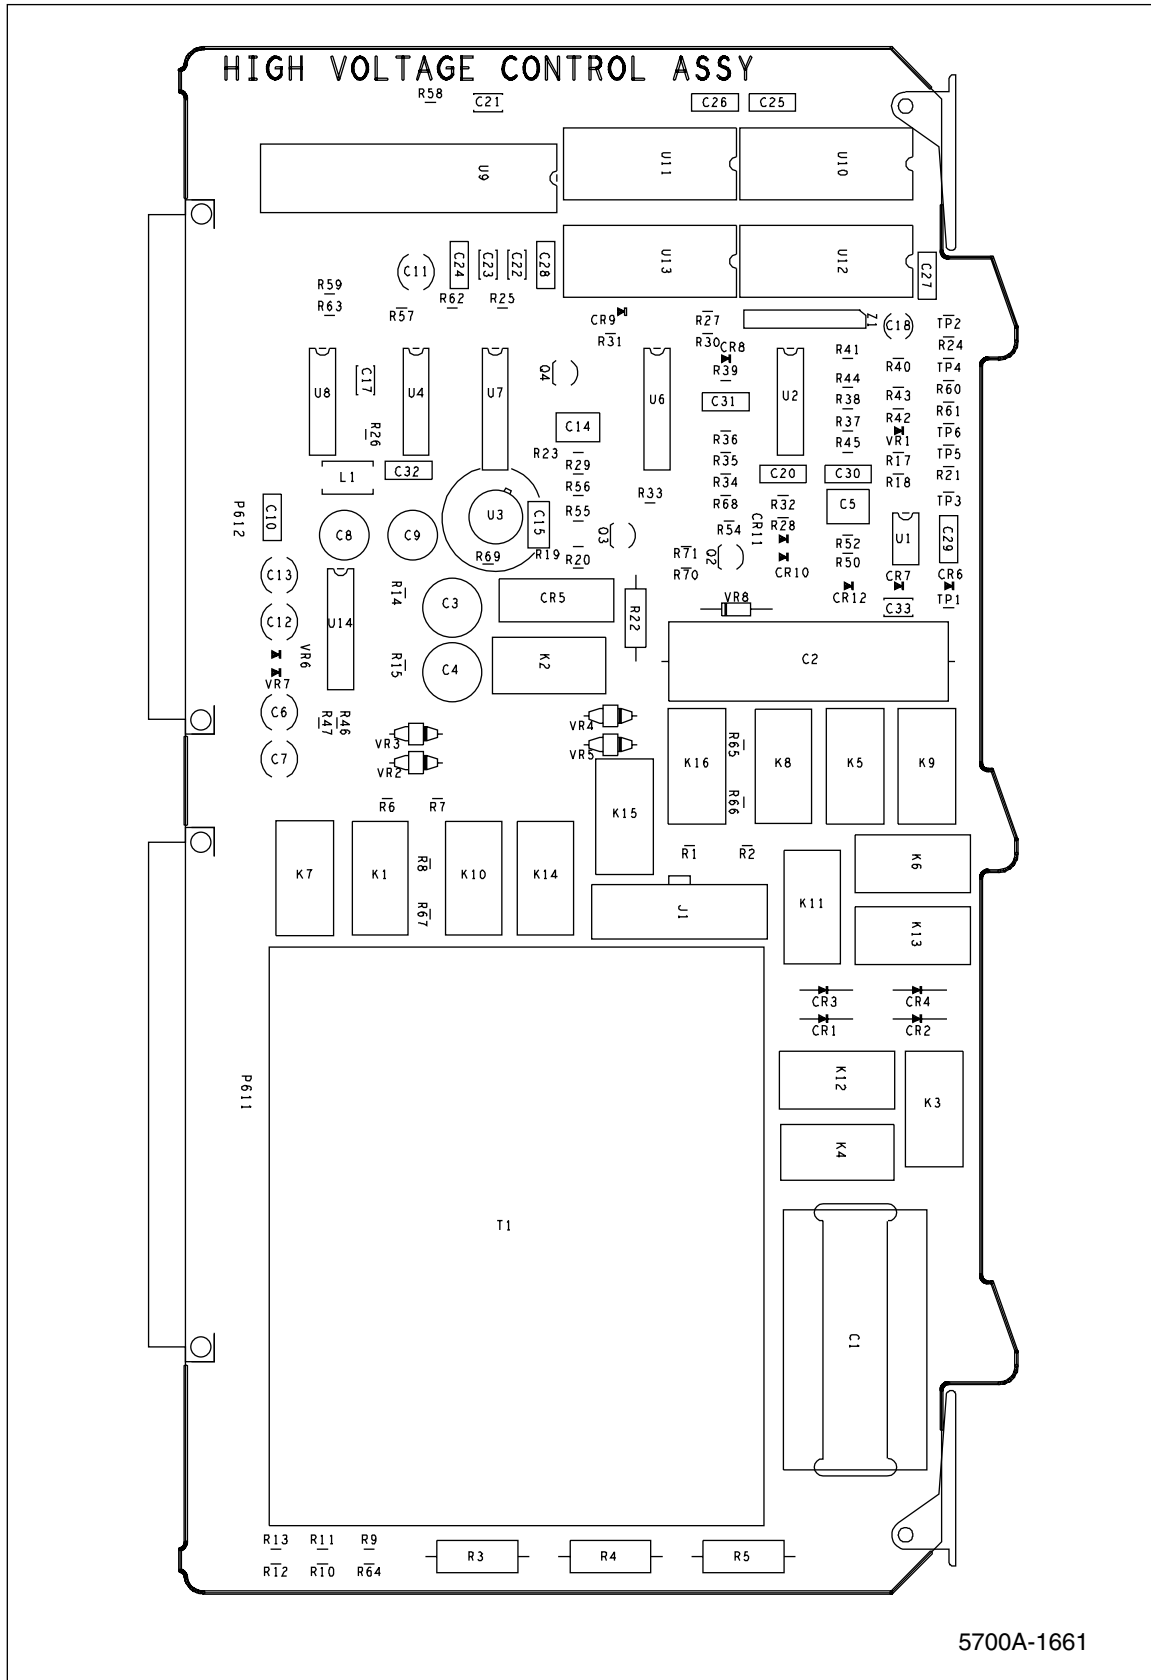 HIGH VOLTAGE CONTROL ASSY
R58
C21
C26
C25
U9
U11
U10
U13
U12
C11
C24
C23
C22
C28
C27
R59
R63
R57
R62
R25
CR9
R31
R27
R30
CR8
R39
Z1
C18
TP2
R24
TP4
R60
R61
TP6
TP5
R21
TP3
R41
R44
R38
R37
R45
R40
R43
R42
VR1
R17
R18
U8
C17
U4
U7
Q4
U6
U2
C31
C14
R26
R23
R29
R56
R55
R36
R35
R34
R68
R54
R33
L1
C32
C20
C30
C5
R32
R28
CR11
CR10
P612
C10
C8
C9
U3
C15
R69
R19
R20
Q3
R71
R70
Q2
R52
R50
U1
C29
CR7
CR6
CR12
C33
TP1
C13
C12
VR6
VR7
U14
R14
R15
C3
C4
CR5
K2
R22
VR8
C2
C6
C7
R47
R46
VR3
VR2
VR4
VR5
K16
R65
R66
K8
K5
K9
K15
R6
R7
R1
R2
K7
K1
R8
R67
K10
K14
J1
K11
K6
K13
CR3
CR4
CR1
CR2
P611
K12
K3
K4
T1
C1
R13
R11
R9
R12
R10
R64
R3
R4
R5
5700A-1661